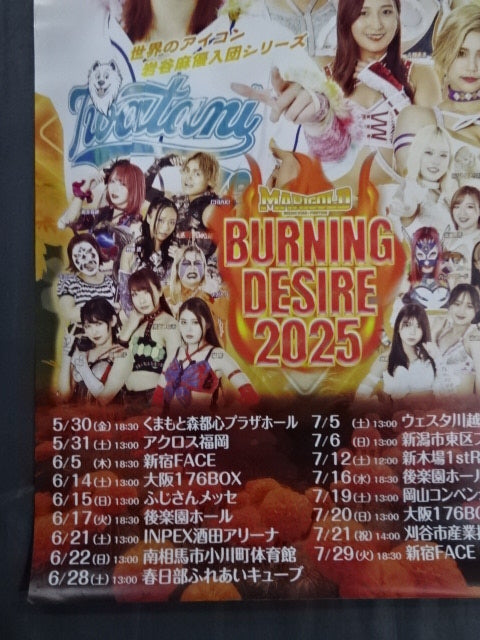 世界のアイコン
岩谷麻優入団シリーズ
Iwatani
MARIGOLD
BURNING
DESIRE
2025
5/30(金) 18:30 くまもと森都心プラザホール
5/31(土) 13:00 アクロス福岡
6/5(木) 18:30 新宿FACE
6/14(土) 13:00 大阪176BOX
6/15(日) 13:00 ふじさんメッセ
6/17(火) 18:30 後楽園ホール
6/21(土) 13:00 INPEX酒田アリーナ
6/22(日) 13:00 南相馬市小川町体育館
6/28(土) 13:00 春日部ふれあいキューブ
7/5(土) 13:00 ウェスタ川越
7/6(日) 13:00 新潟市東区
7/12(土) 12:00 新木場1stR
7/16(水) 18:30 後楽園ホール
7/19(土) 13:00 岡山コンベン
7/20(日) 13:00 大阪176BOX
7/21(祝) 14:00 刈谷市産業
7/29(火) 18:30 新宿FACE